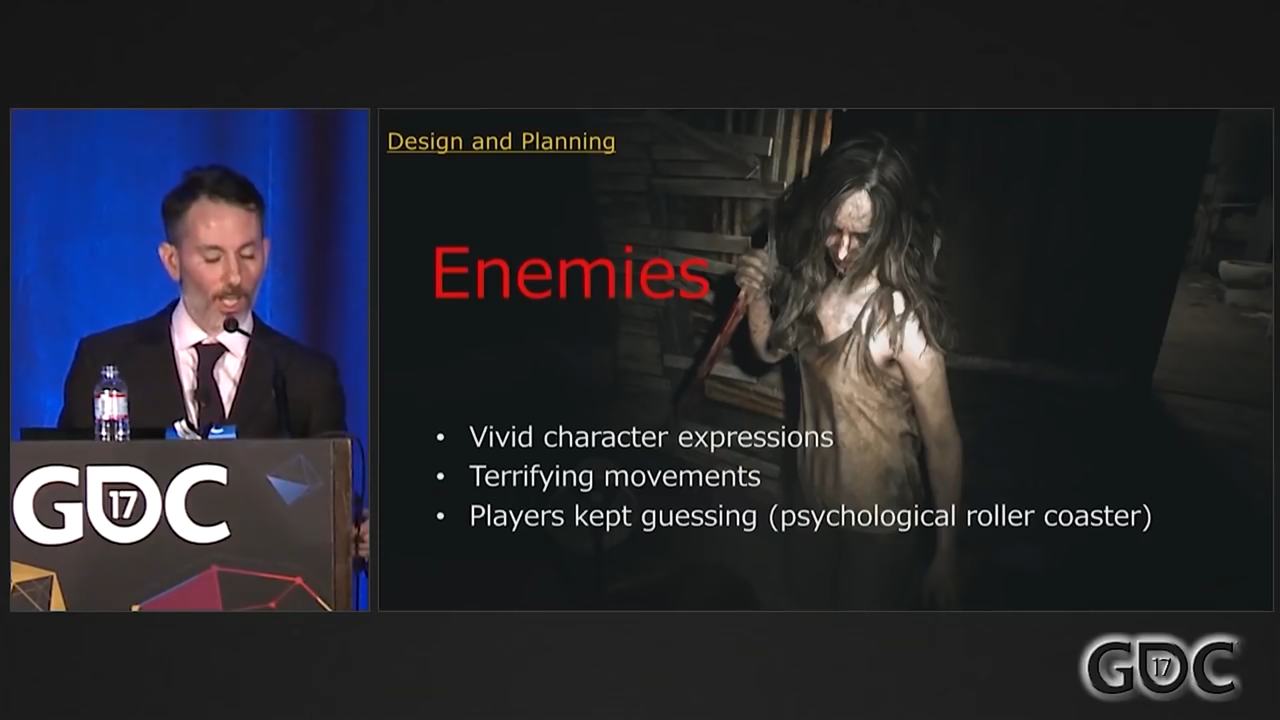 Design and Planning
Enemies
• Vivid character expressions
• Terrifying movements
• Players kept guessing (psychological roller coaster)
GDC 17
GDC 17